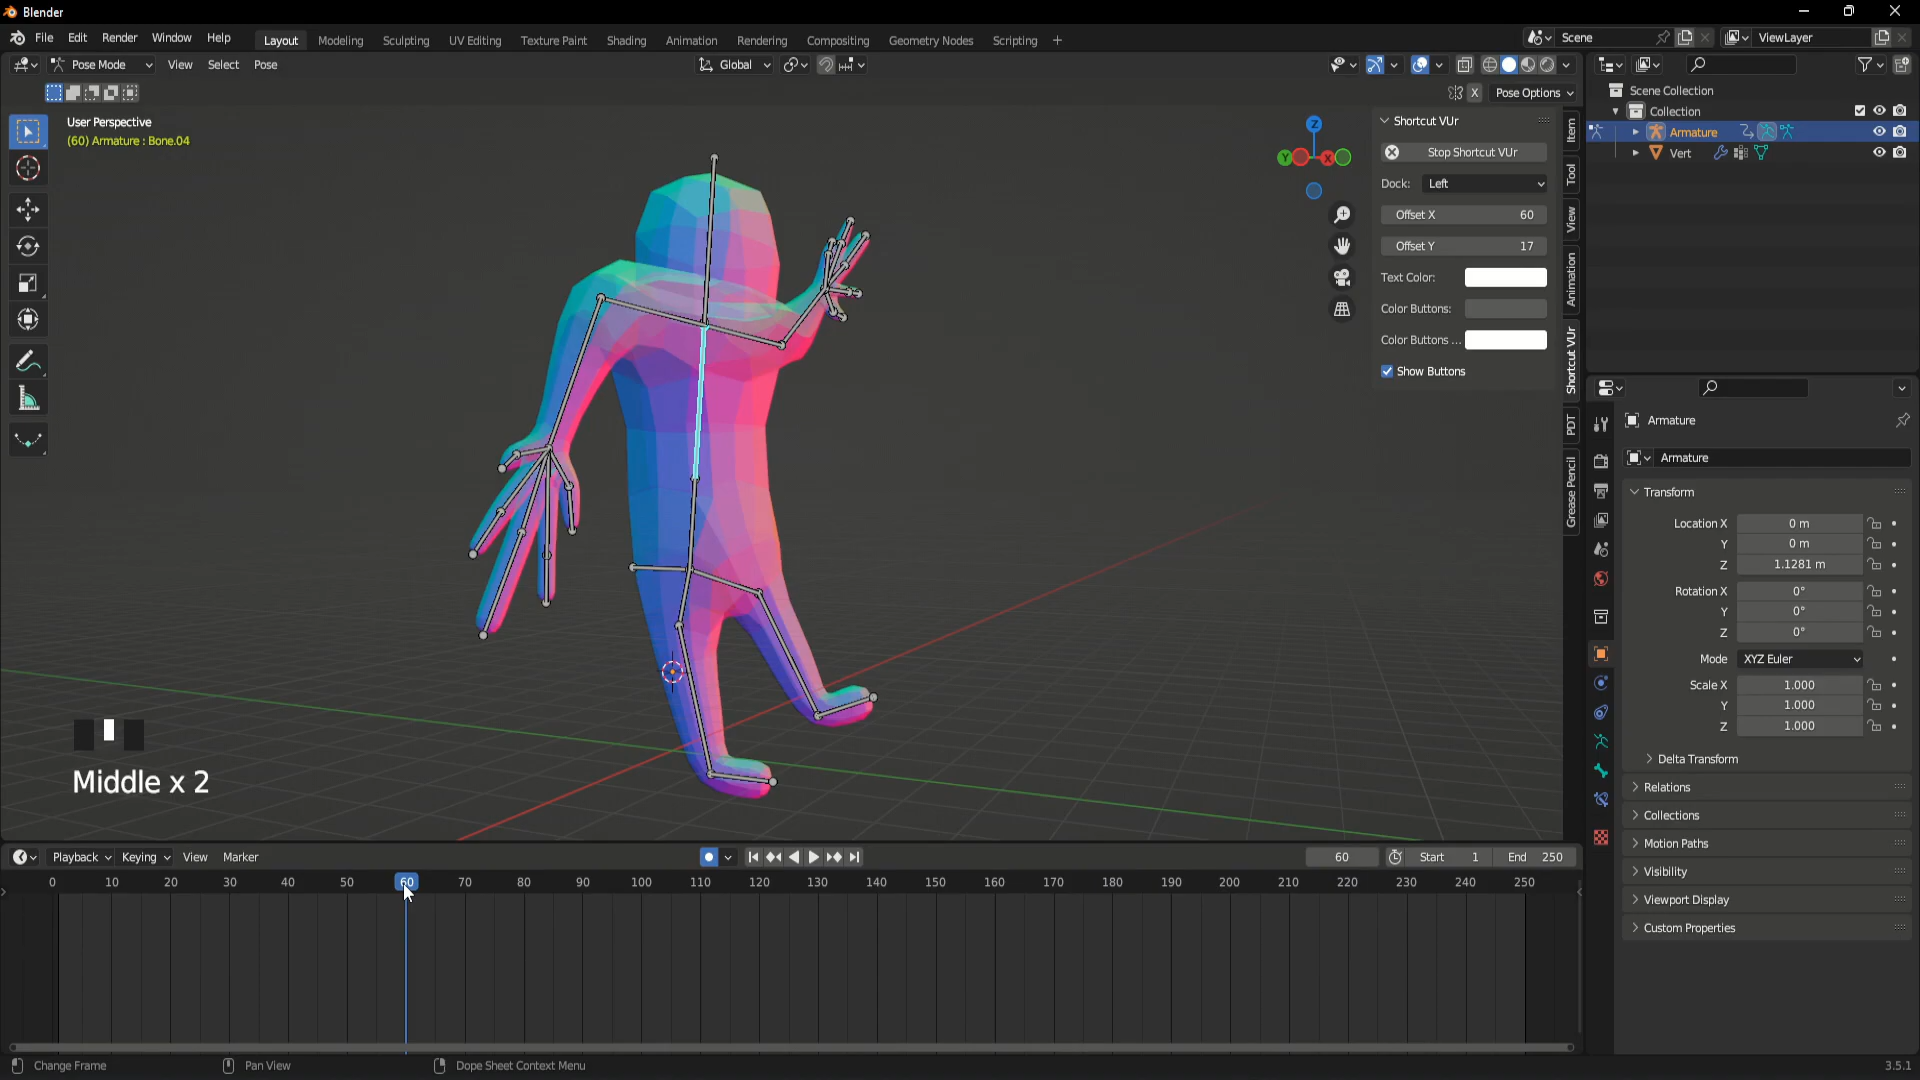 Blender
File Edit Render Window Help
Layout Modeling Sculpting UV Editing Texture Paint Shading Animation Rendering Compositing Geometry Nodes Scripting +
Scene
ViewLayer
Pose Mode View Select Pose
Global
X Pose Options
User Perspective
(60) Armature : Bone.04
Z
Y
X
Shortcut VUr
Stop Shortcut VUr
Dock: Left
Offset X 60
Offset Y 17
Text Color:
Color Buttons:
Color Buttons ...
Show Buttons
Item
Tool
View
Animation
Shortcut VUr
PDT
Grease Pencil
Scene Collection
Collection
Armature
Vert
Armature
Armature
Transform
Location X 0 m
Y 0 m
Z 1.1281 m
Rotation X 0°
Y 0°
Z 0°
Mode XYZ Euler
Scale X 1.000
Y 1.000
Z 1.000
Delta Transform
Relations
Collections
Motion Paths
Visibility
Viewport Display
Custom Properties
Middle x 2
Playback Keying View Marker
60 Start 1 End 250
0 10 20 30 40 50 60 70 80 90 100 110 120 130 140 150 160 170 180 190 200 210 220 230 240 250
Change Frame Pan View Dope Sheet Context Menu
3.5.1